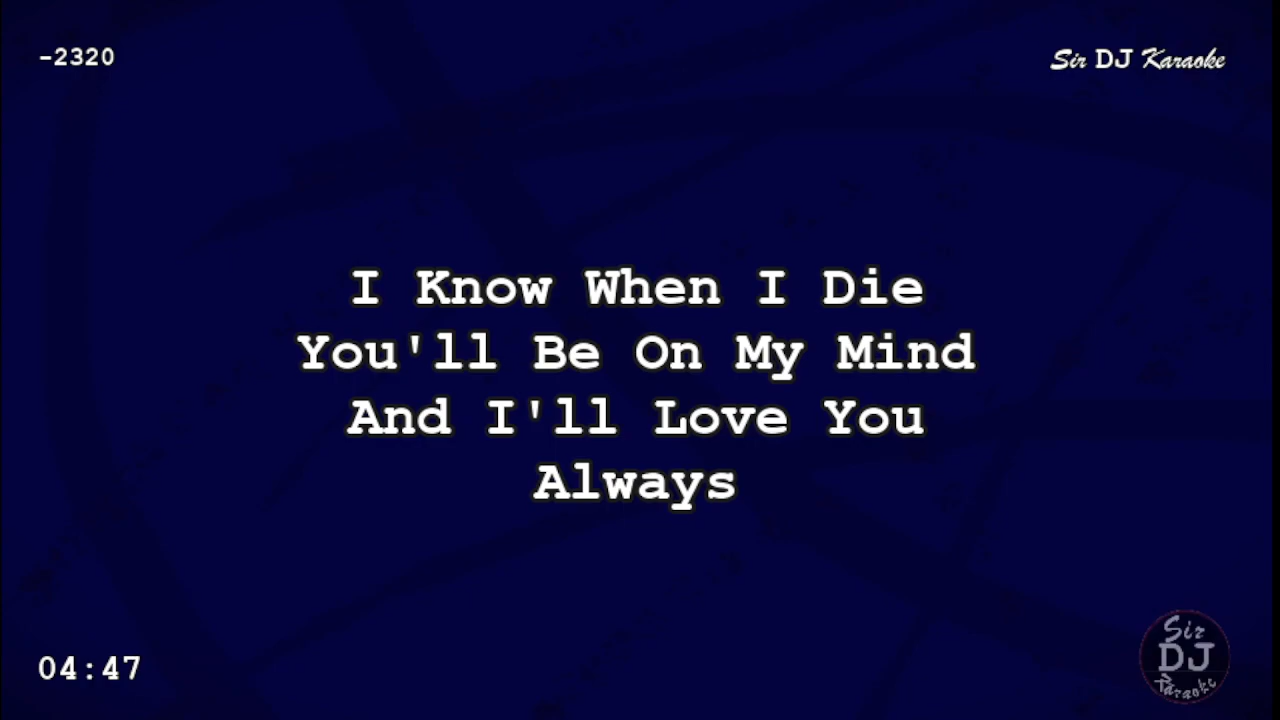 -2320
Sir DJ Karaoke
I Know When I Die
You'll Be On My Mind
And I'll Love You
Always
04:47
Sir
DJ
Karaoke